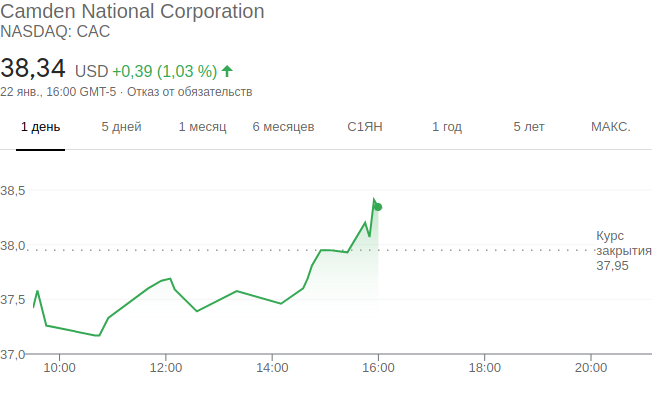 Camden National Corporation
NASDAQ: CAC
38,34 USD +0,39 (1,03 %)
22 янв., 16:00 GMT-5 · Отказ от обязательств
1 день 5 дней 1 месяц 6 месяцев С1ЯН 1 год 5 лет МАКС.
38,5
38,0
37,5
37,0
Курс
закрытия
37,95
10:00 12:00 14:00 16:00 18:00 20:00